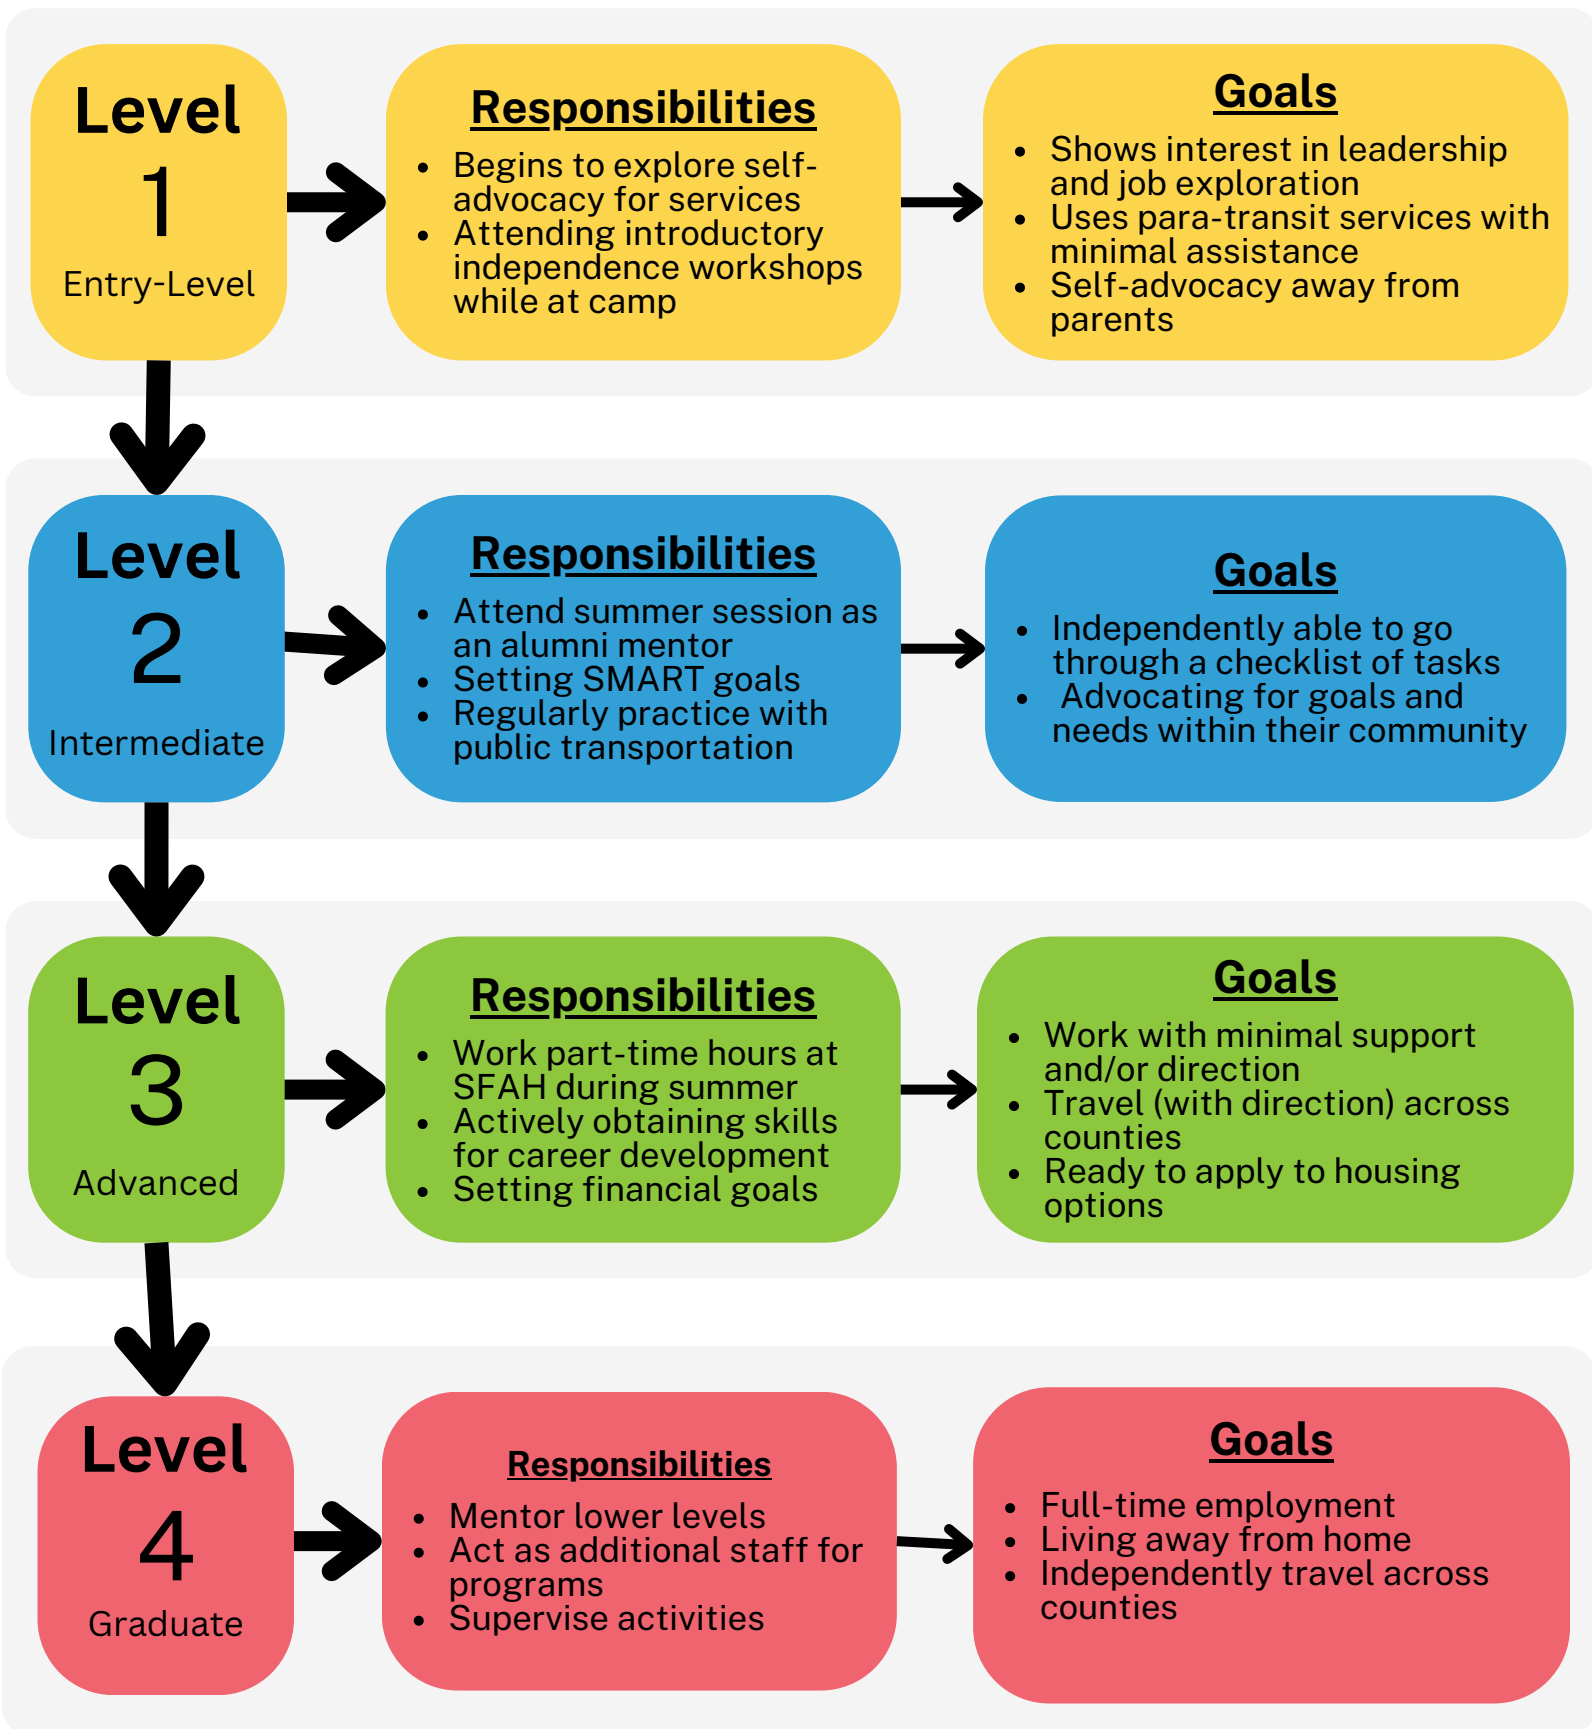 Level
1
Entry-Level
Responsibilities
• Begins to explore self-
advocacy for services
• Attending introductory
independence workshops
while at camp
Goals
• Shows interest in leadership
and job exploration
• Uses para-transit services with
minimal assistance
• Self-advocacy away from
parents
Level
2
Intermediate
Responsibilities
• Attend summer session as
an alumni mentor
• Setting SMART goals
• Regularly practice with
public transportation
Goals
• Independently able to go
through a checklist of tasks
• Advocating for goals and
needs within their community
Level
3
Advanced
Responsibilities
• Work part-time hours at
SFAH during summer
• Actively obtaining skills
for career development
• Setting financial goals
Goals
• Work with minimal support
and/or direction
• Travel (with direction) across
counties
• Ready to apply to housing
options
Level
4
Graduate
Responsibilities
• Mentor lower levels
• Act as additional staff for
programs
• Supervise activities
Goals
• Full-time employment
• Living away from home
• Independently travel across
counties